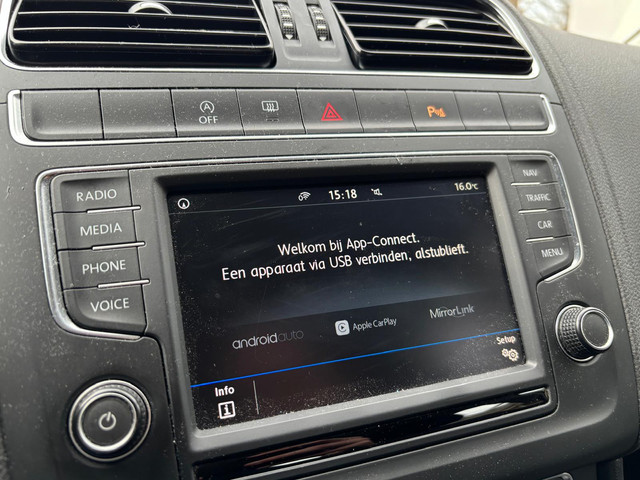 A OFF
RADIO
MEDIA
PHONE
VOICE
15:18
16.0°C
Welkom bij App-Connect.
Een apparaat via USB verbinden, alstublieft.
androidauto
Apple CarPlay
MirrorLink
Info
i
Setup
NAV
TRAFFIC
CAR
MENU